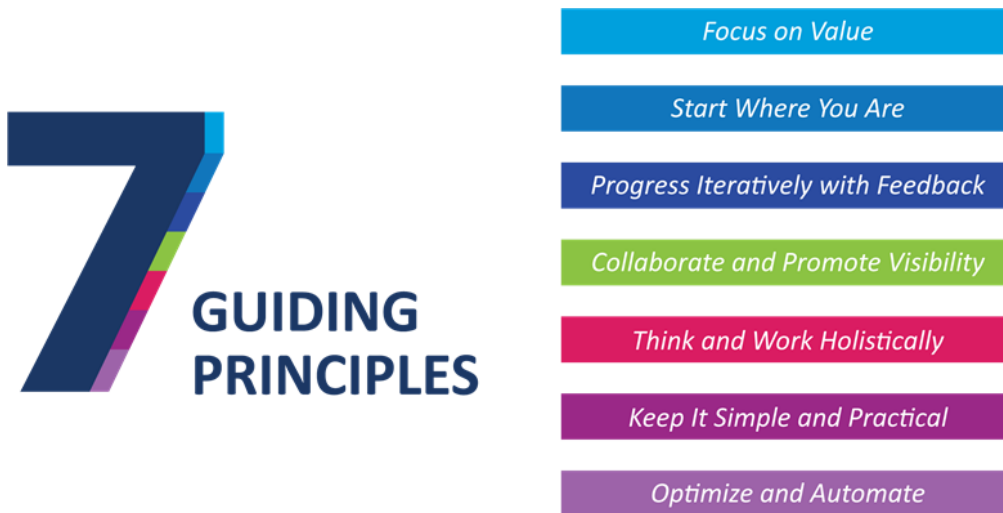 7
GUIDING
PRINCIPLES
Focus on Value
Start Where You Are
Progress Iteratively with Feedback
Collaborate and Promote Visibility
Think and Work Holistically
Keep It Simple and Practical
Optimize and Automate